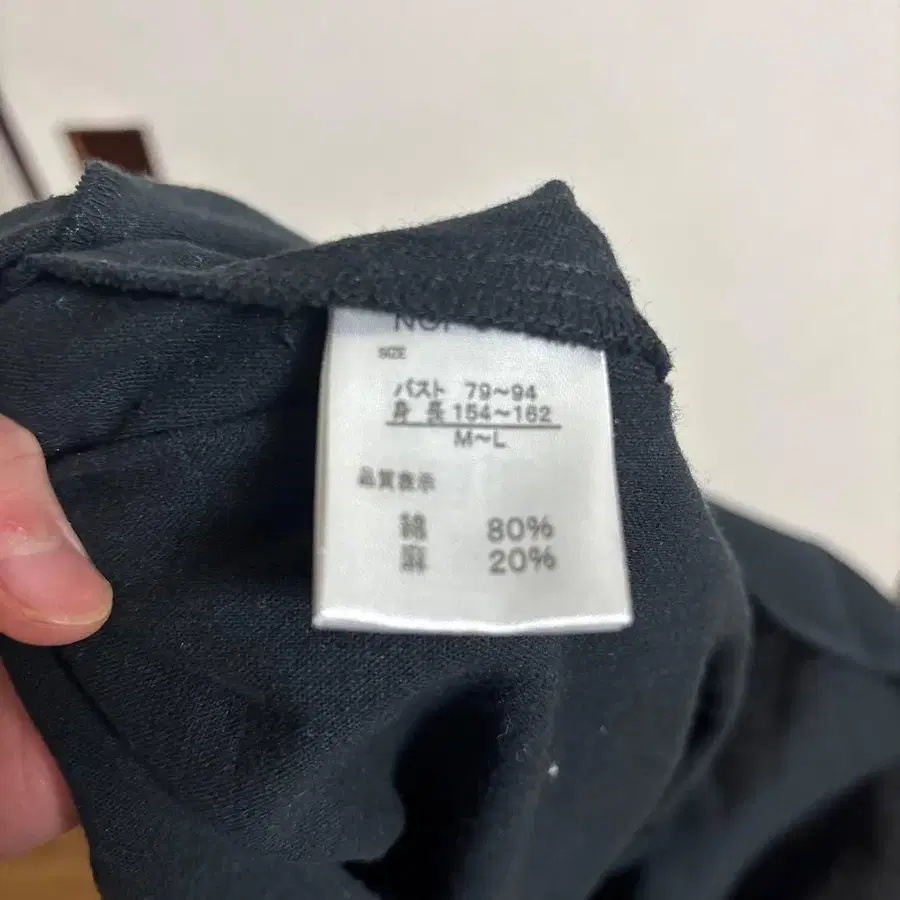 SIZE
バスト 79〜94
身長 154〜162
M〜L
品質表示
綿 80%
麻 20%